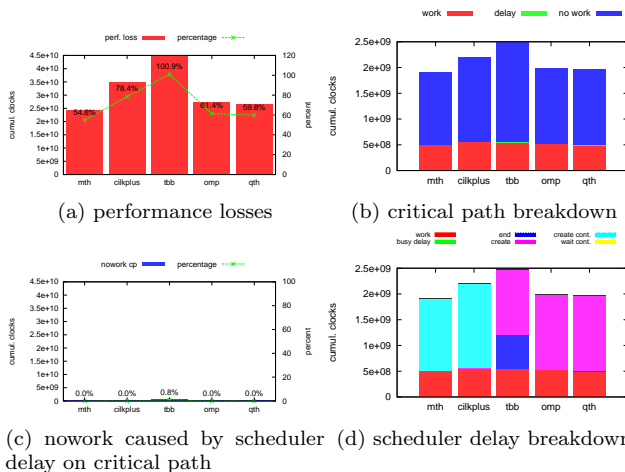 perf. loss percentage
4.5e+10 120
4e+10 100
3.5e+10
3e+10 80
2.5e+10 60
2e+10
1.5e+10 40
1e+10
5e+09 20
0
cumul. clocks
percent
54.8% 78.4% 100.9% 61.4% 59.8%
mth cilkplus tbb omp qth
(a) performance losses
work delay no work
2.5e+09
2e+09
1.5e+09
1e+09
5e+08
0
cumul. clocks
mth cilkplus tbb omp qth
(b) critical path breakdown
nowork cp percentage
4.5e+10 100
4e+10
3.5e+10 80
3e+10
2.5e+10 60
2e+10
1.5e+10 40
1e+10 20
5e+09
0 0
cumul. clocks
percent
0.0% 0.0% 0.8% 0.0% 0.0%
mth cilkplus tbb omp qth
(c) nowork caused by scheduler
delay on critical path
work end create cont.
busy delay create wait cont.
2.5e+09
2e+09
1.5e+09
1e+09
5e+08
0
cumul. clocks
mth cilkplus tbb omp qth
(d) scheduler delay breakdown